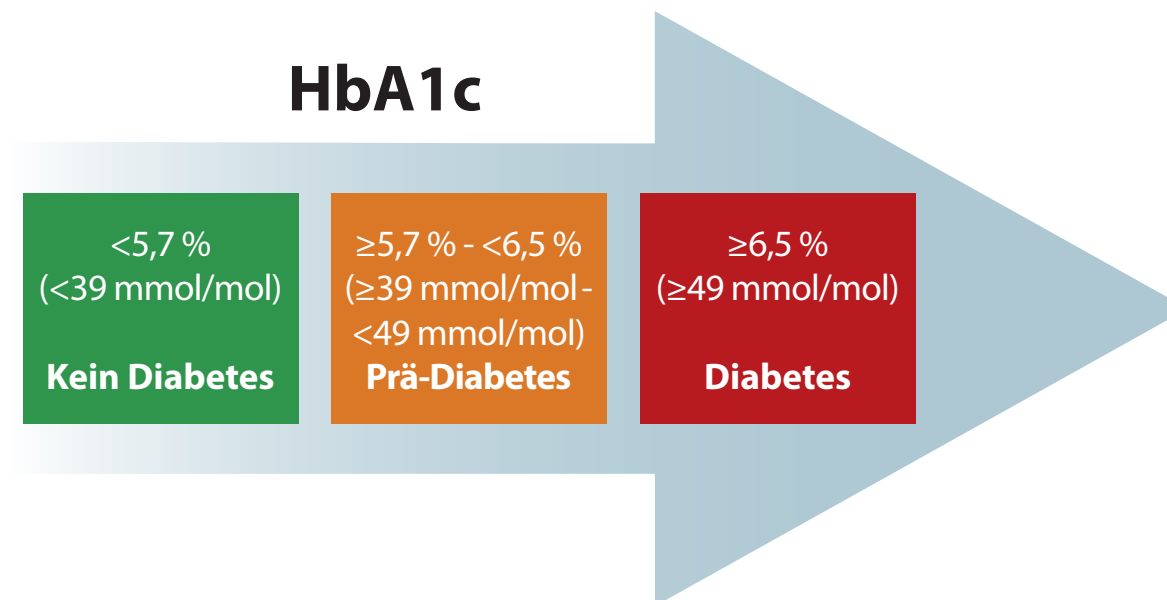 HbA1c
<5,7 %
(<39 mmol/mol)
Kein Diabetes
≥5,7 % - <6,5 %
(≥39 mmol/mol -
<49 mmol/mol)
Prä-Diabetes
≥6,5 %
(≥49 mmol/mol)
Diabetes